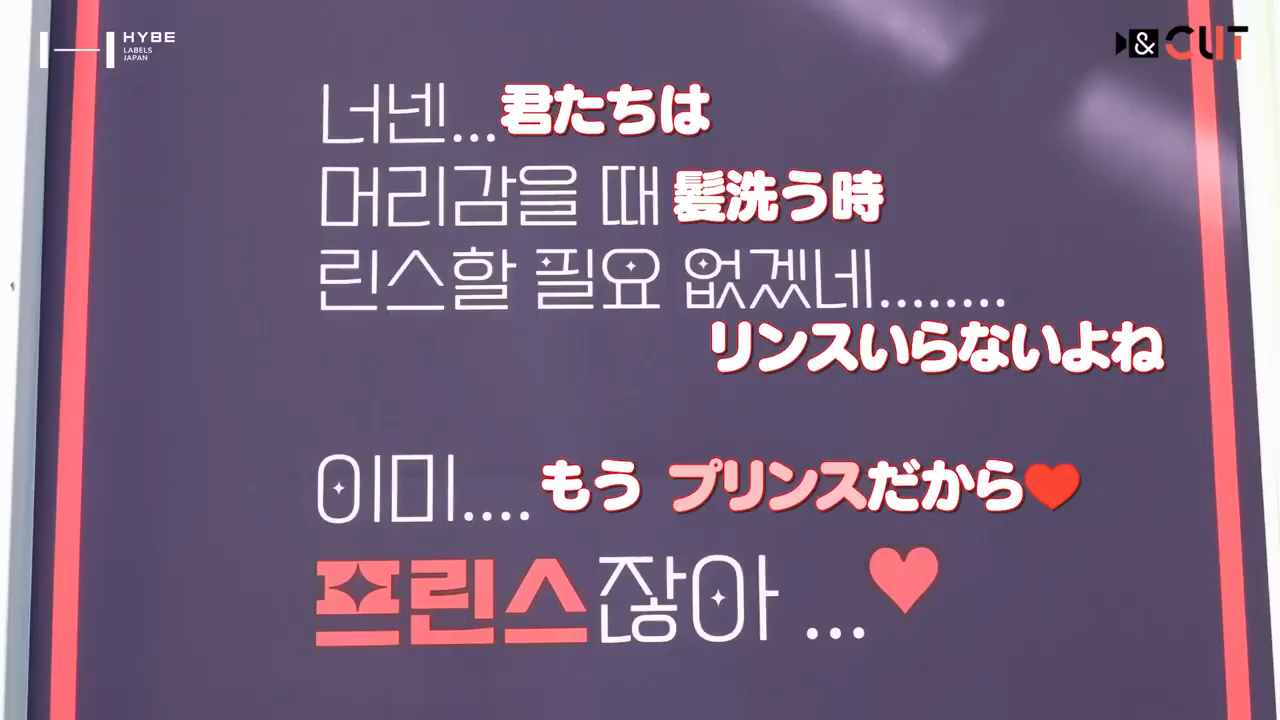 HYBE
LABELS
JAPAN
& CUT
너넨...君たちは
머리감을 때 髪洗う時
린스할 필요 없겠네........
リンスいらないよね
이미.... もう プリンスだから♥
프린스잖아 ...♥